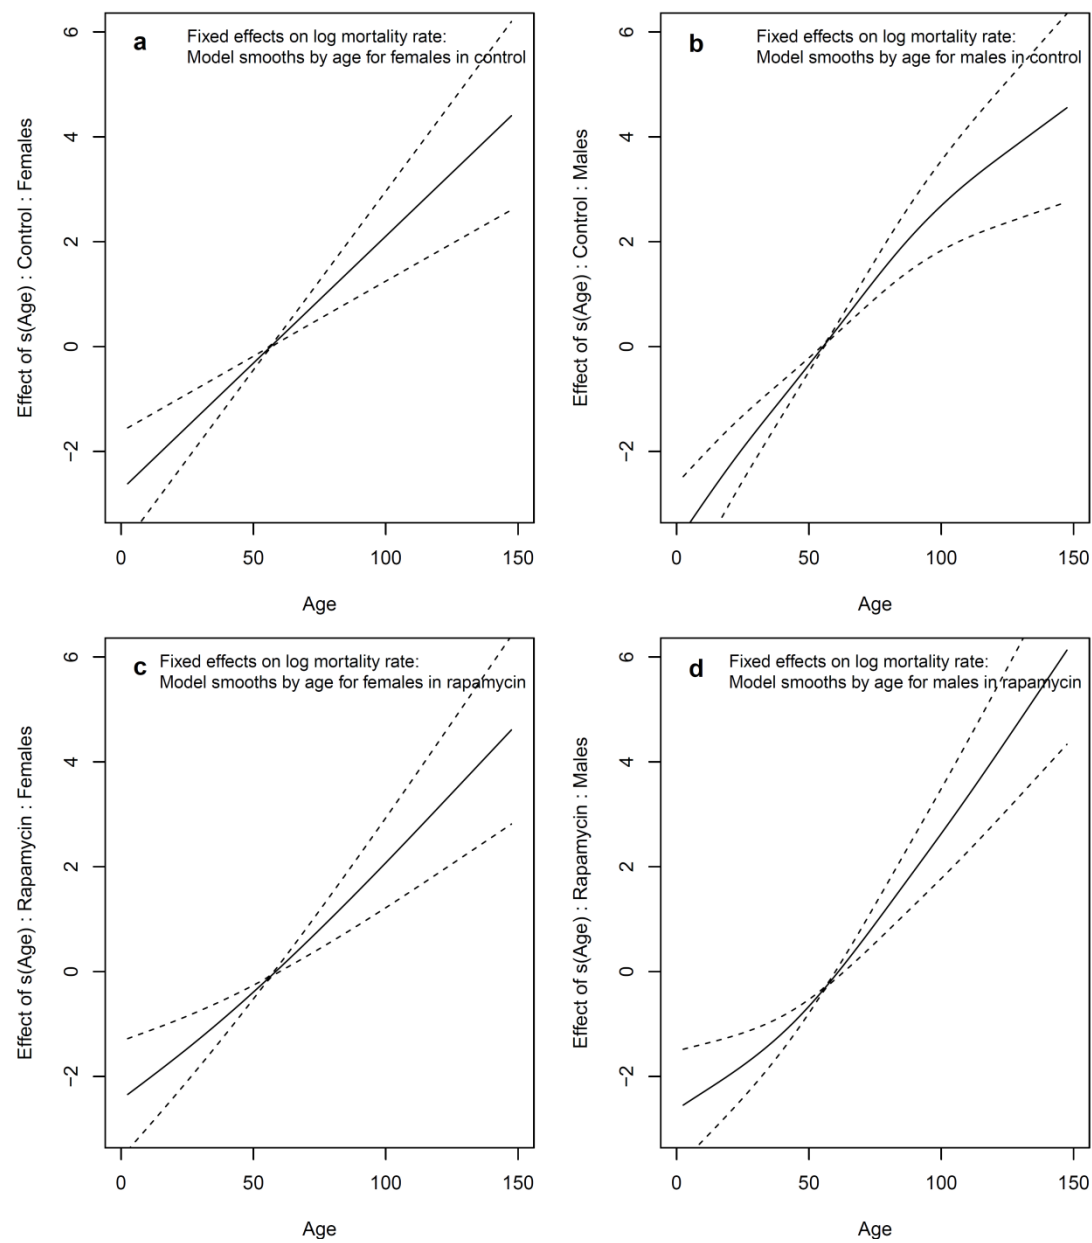 a
Fixed effects on log mortality rate:
Model smooths by age for females in control
Effect of s(Age) : Control : Females
6
4
2
0
−2
0 50 100 150
Age
b
Fixed effects on log mortality rate:
Model smooths by age for males in control
Effect of s(Age) : Control : Males
6
4
2
0
−2
0 50 100 150
Age
c
Fixed effects on log mortality rate:
Model smooths by age for females in rapamycin
Effect of s(Age) : Rapamycin : Females
6
4
2
0
−2
0 50 100 150
Age
d
Fixed effects on log mortality rate:
Model smooths by age for males in rapamycin
Effect of s(Age) : Rapamycin : Males
6
4
2
0
−2
0 50 100 150
Age